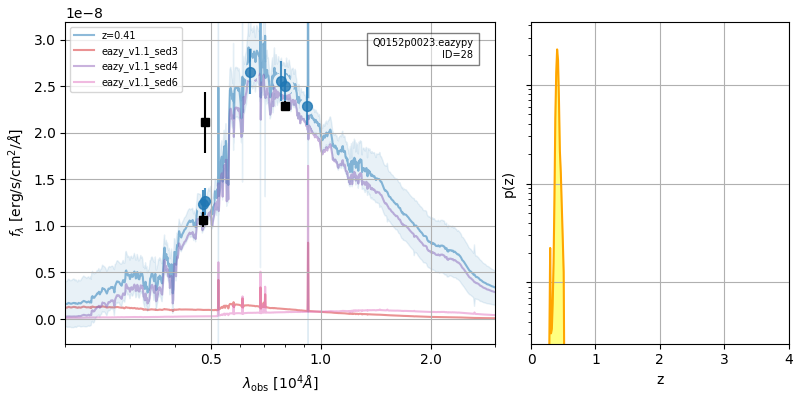 1e−8
z=0.41
eazy_v1.1_sed3
eazy_v1.1_sed4
eazy_v1.1_sed6
Q0152p0023.eazypy
ID=28
3.0
2.5
2.0
1.5
1.0
0.5
0.0
f_λ [erg/s/cm²/Å]
0.5 1.0 2.0
λ_obs [10⁴Å]
p(z)
0 1 2 3 4
z